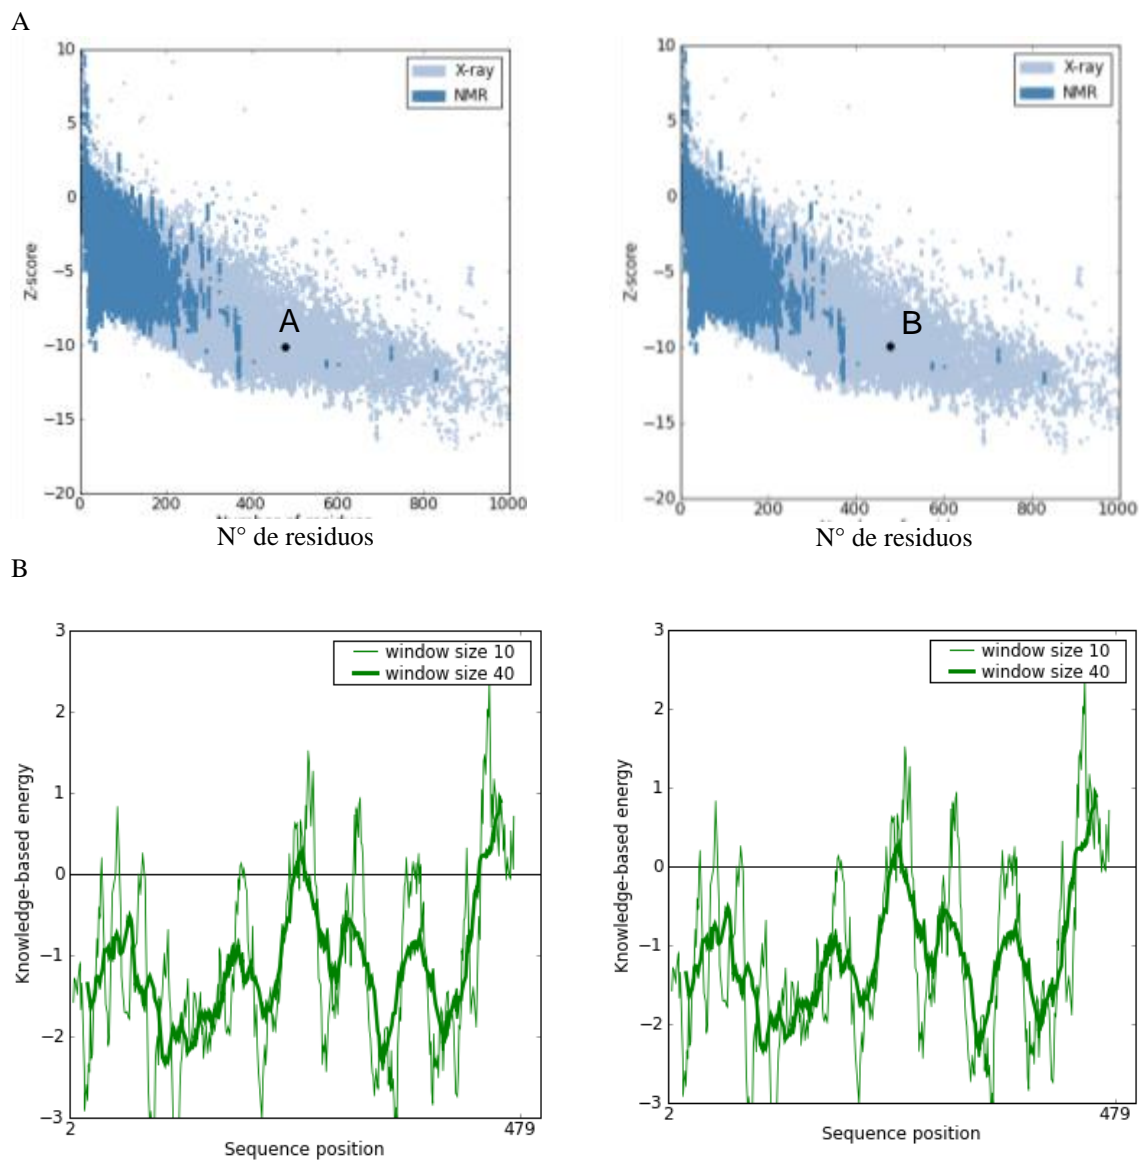 A
10
5
0
−5
−10
−15
−20
Z-score
X-ray
NMR
A
0
200
400
600
800
1000
N° de residuos
10
5
0
−5
−10
−15
−20
Z-score
X-ray
NMR
B
0
200
400
600
800
1000
N° de residuos
B
3
2
1
0
−1
−2
−3
Knowledge-based energy
window size 10
window size 40
2
479
Sequence position
3
2
1
0
−1
−2
−3
Knowledge-based energy
window size 10
window size 40
2
479
Sequence position